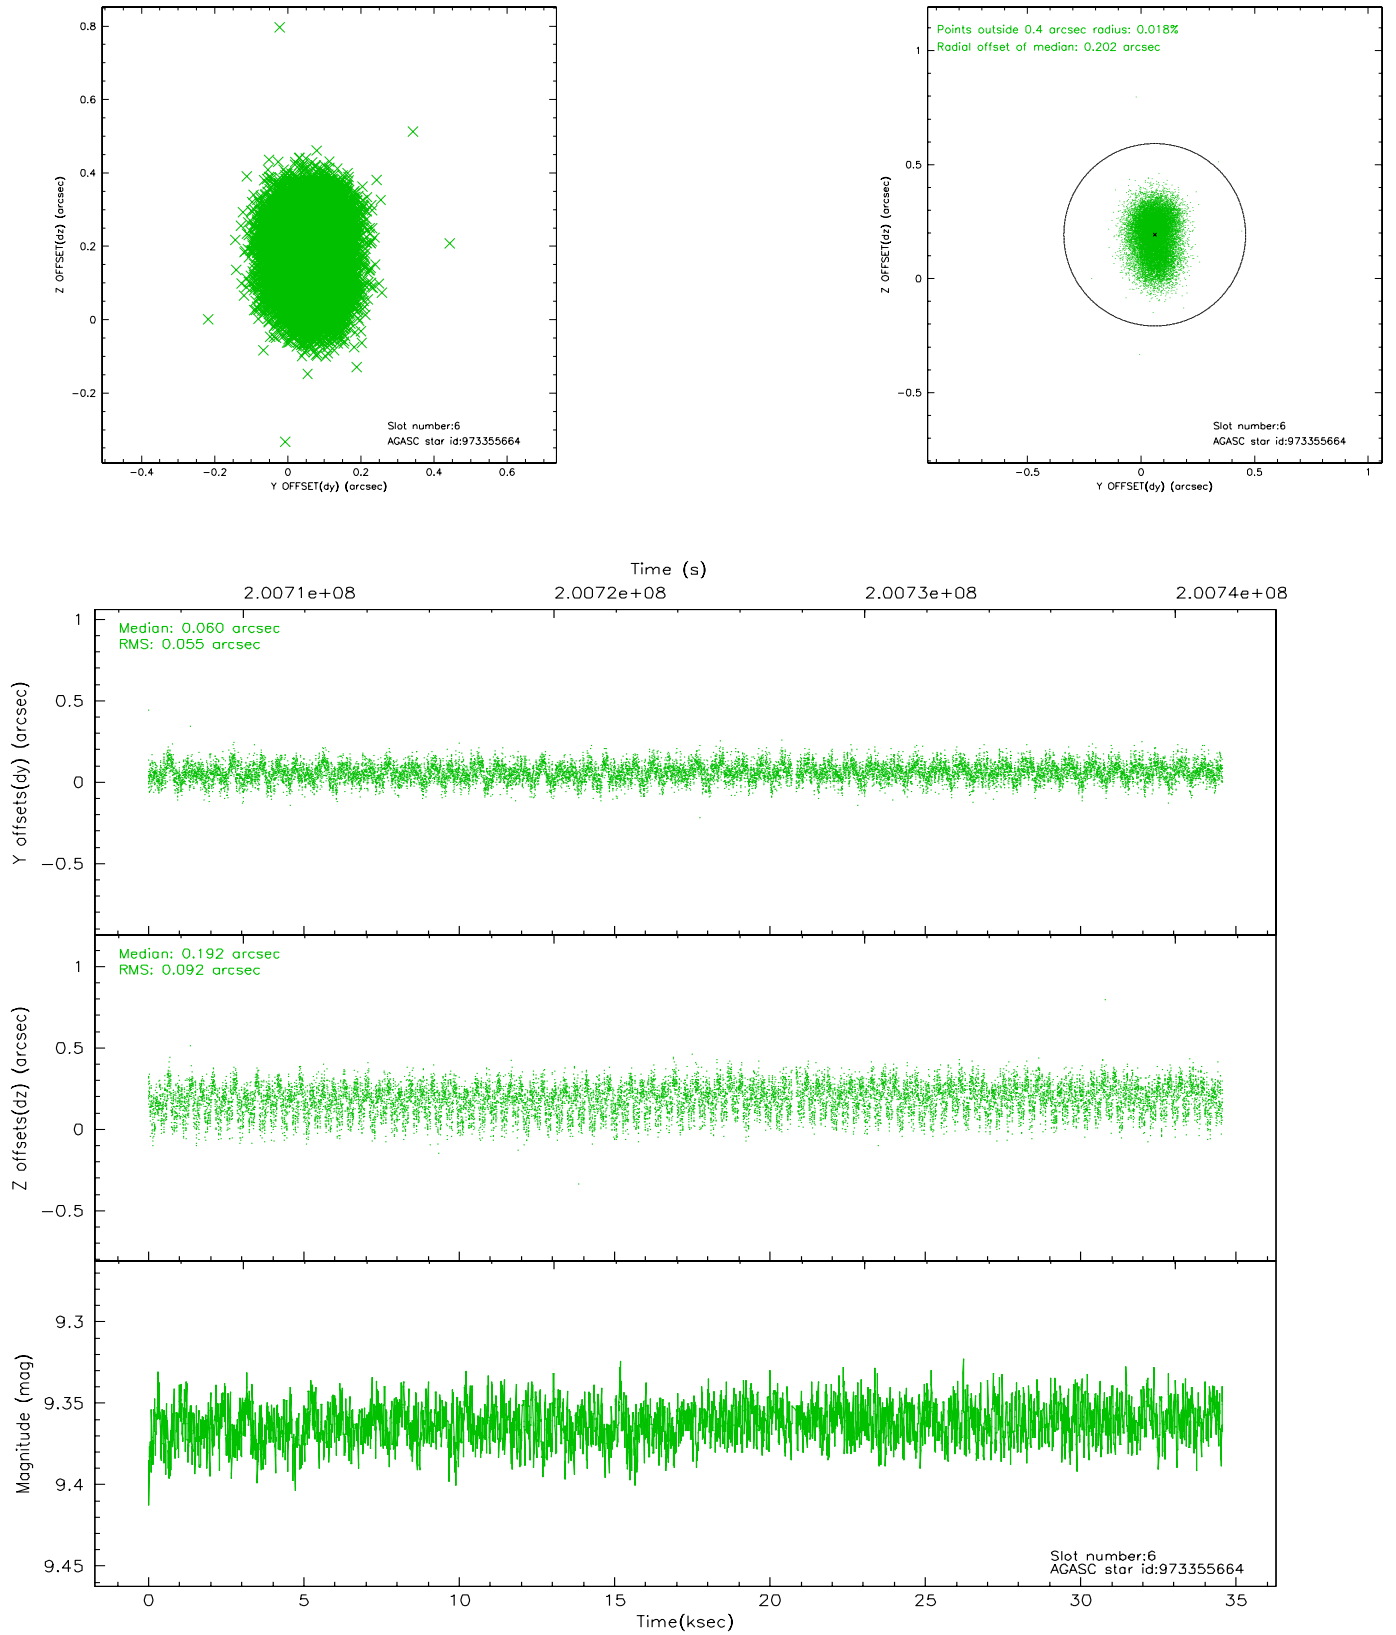 0.8
0.6
0.4
0.2
0
−0.2
Z OFFSET(dz) (arcsec)
Slot number:6
AGASC star id:973355664
−0.4 −0.2 0 0.2 0.4 0.6
Y OFFSET(dy) (arcsec)
Points outside 0.4 arcsec radius: 0.018%
Radial offset of median: 0.202 arcsec
1
0.5
0
−0.5
Z OFFSET(dz) (arcsec)
Slot number:6
AGASC star id:973355664
−0.5 0 0.5 1
Y OFFSET(dy) (arcsec)
Time (s)
2.0071e+08 2.0072e+08 2.0073e+08 2.0074e+08
Median: 0.060 arcsec
RMS: 0.055 arcsec
1
0.5
0
−0.5
Y offsets(dy) (arcsec)
Median: 0.192 arcsec
RMS: 0.092 arcsec
1
0.5
0
−0.5
Z offsets(dz) (arcsec)
9.3
9.35
9.4
9.45
Magnitude (mag)
Slot number:6
AGASC star id:973355664
0 5 10 15 20 25 30 35
Time(ksec)